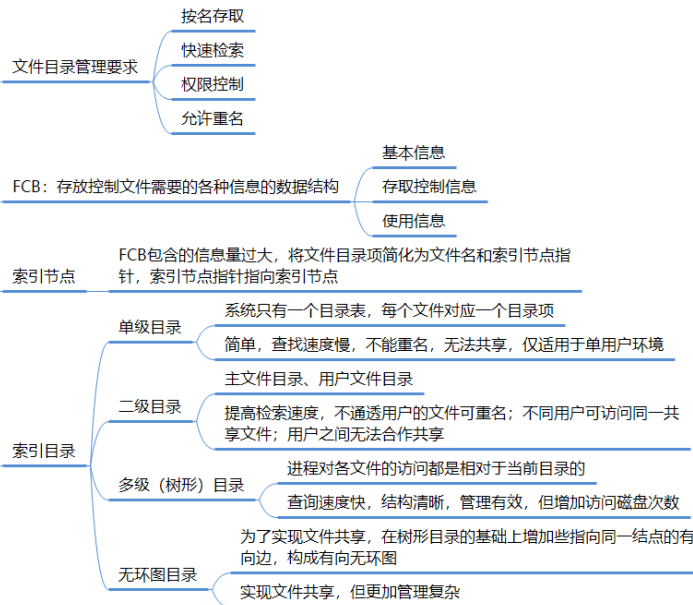 按名存取
快速检索
文件目录管理要求
权限控制
允许重名
基本信息
FCB：存放控制文件需要的各种信息的数据结构
存取控制信息
使用信息
FCB包含的信息量过大，将文件目录项简化为文件名和索引节点指
针，索引节点指针指向索引节点
索引节点
系统只有一个目录表，每个文件对应一个目录项
单级目录
简单，查找速度慢，不能重名，无法共享，仅适用于单用户环境
主文件目录、用户文件目录
二级目录
提高检索速度，不通透用户的文件可重名；不同用户可访问同一共
享文件；用户之间无法合作共享
索引目录
进程对各文件的访问都是相对于当前目录的
多级（树形）目录
查询速度快，结构清晰，管理有效，但增加访问磁盘次数
为了实现文件共享，在树形目录的基础上增加些指向同一结点的有
向边，构成有向无环图
无环图目录
实现文件共享，但更加管理复杂